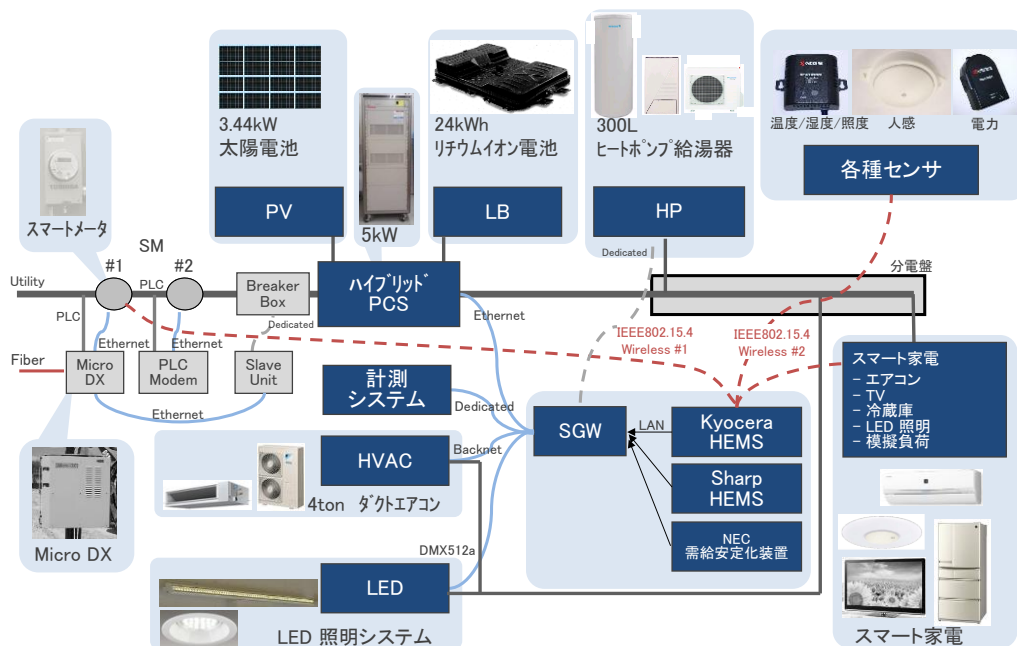 3.44kW
太陽電池
PV
5kW
24kWh
リチウムイオン電池
LB
300L
ヒートポンプ給湯器
HP
温度/湿度/照度
人感
電力
各種センサ
スマートメータ
SM
#1
#2
Utility
PLC
PLC
Breaker
Box
ハイブリッド
PCS
Dedicated
分電盤
Dedicated
Ethernet
Ethernet
Ethernet
IEEE802.15.4
Wireless #1
IEEE802.15.4
Wireless #2
Fiber
Micro
DX
PLC
Modem
Slave
Unit
Ethernet
計測
システム
Dedicated
Backnet
HVAC
4ton ダクトエアコン
DMX512a
LED
LED 照明システム
Micro DX
SGW
LAN
Kyocera
HEMS
Sharp
HEMS
NEC
需給安定化装置
スマート家電
- エアコン
- TV
- 冷蔵庫
- LED 照明
- 模擬負荷
スマート家電